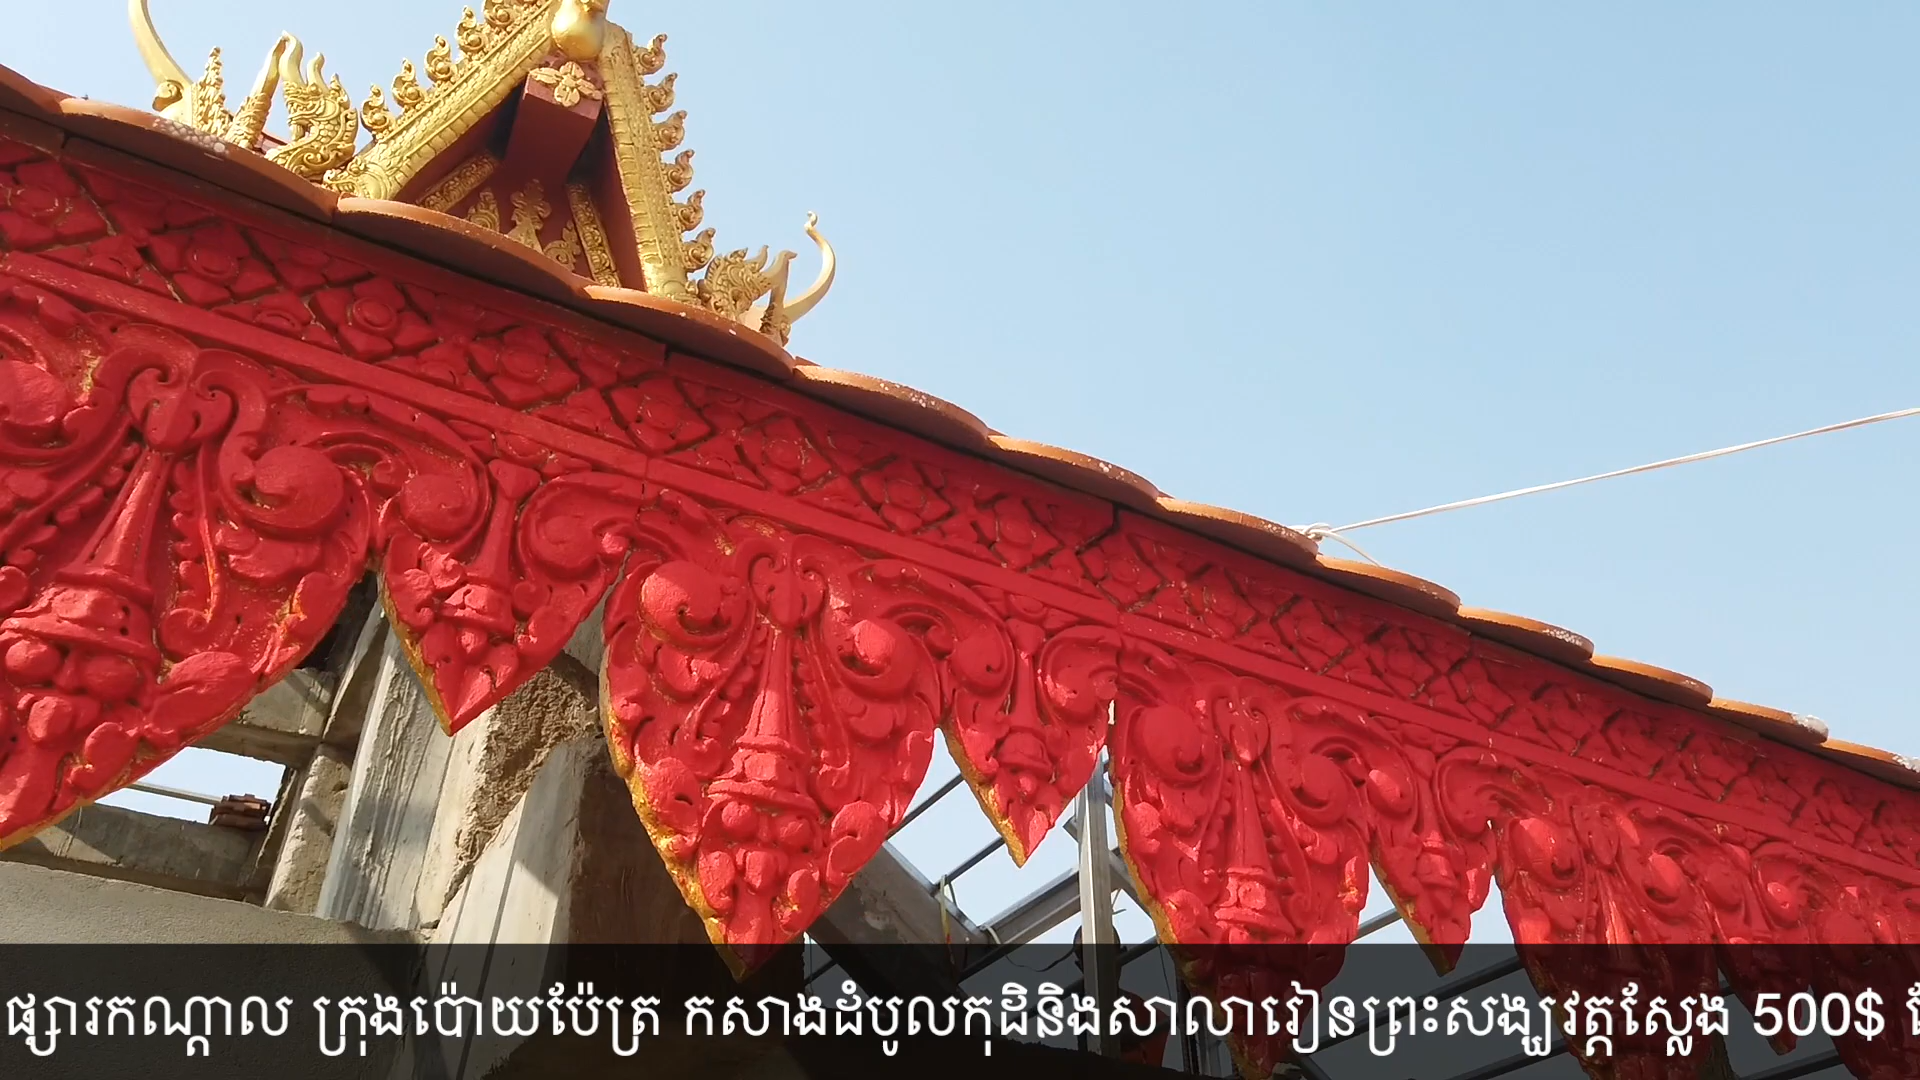 ផ្សារកណ្ដាល ក្រុងប៉ោយប៉ែត្រ កសាងដំបូលកុដិនិងសាលារៀនព្រះសង្ឃវត្តស្លែង 500$